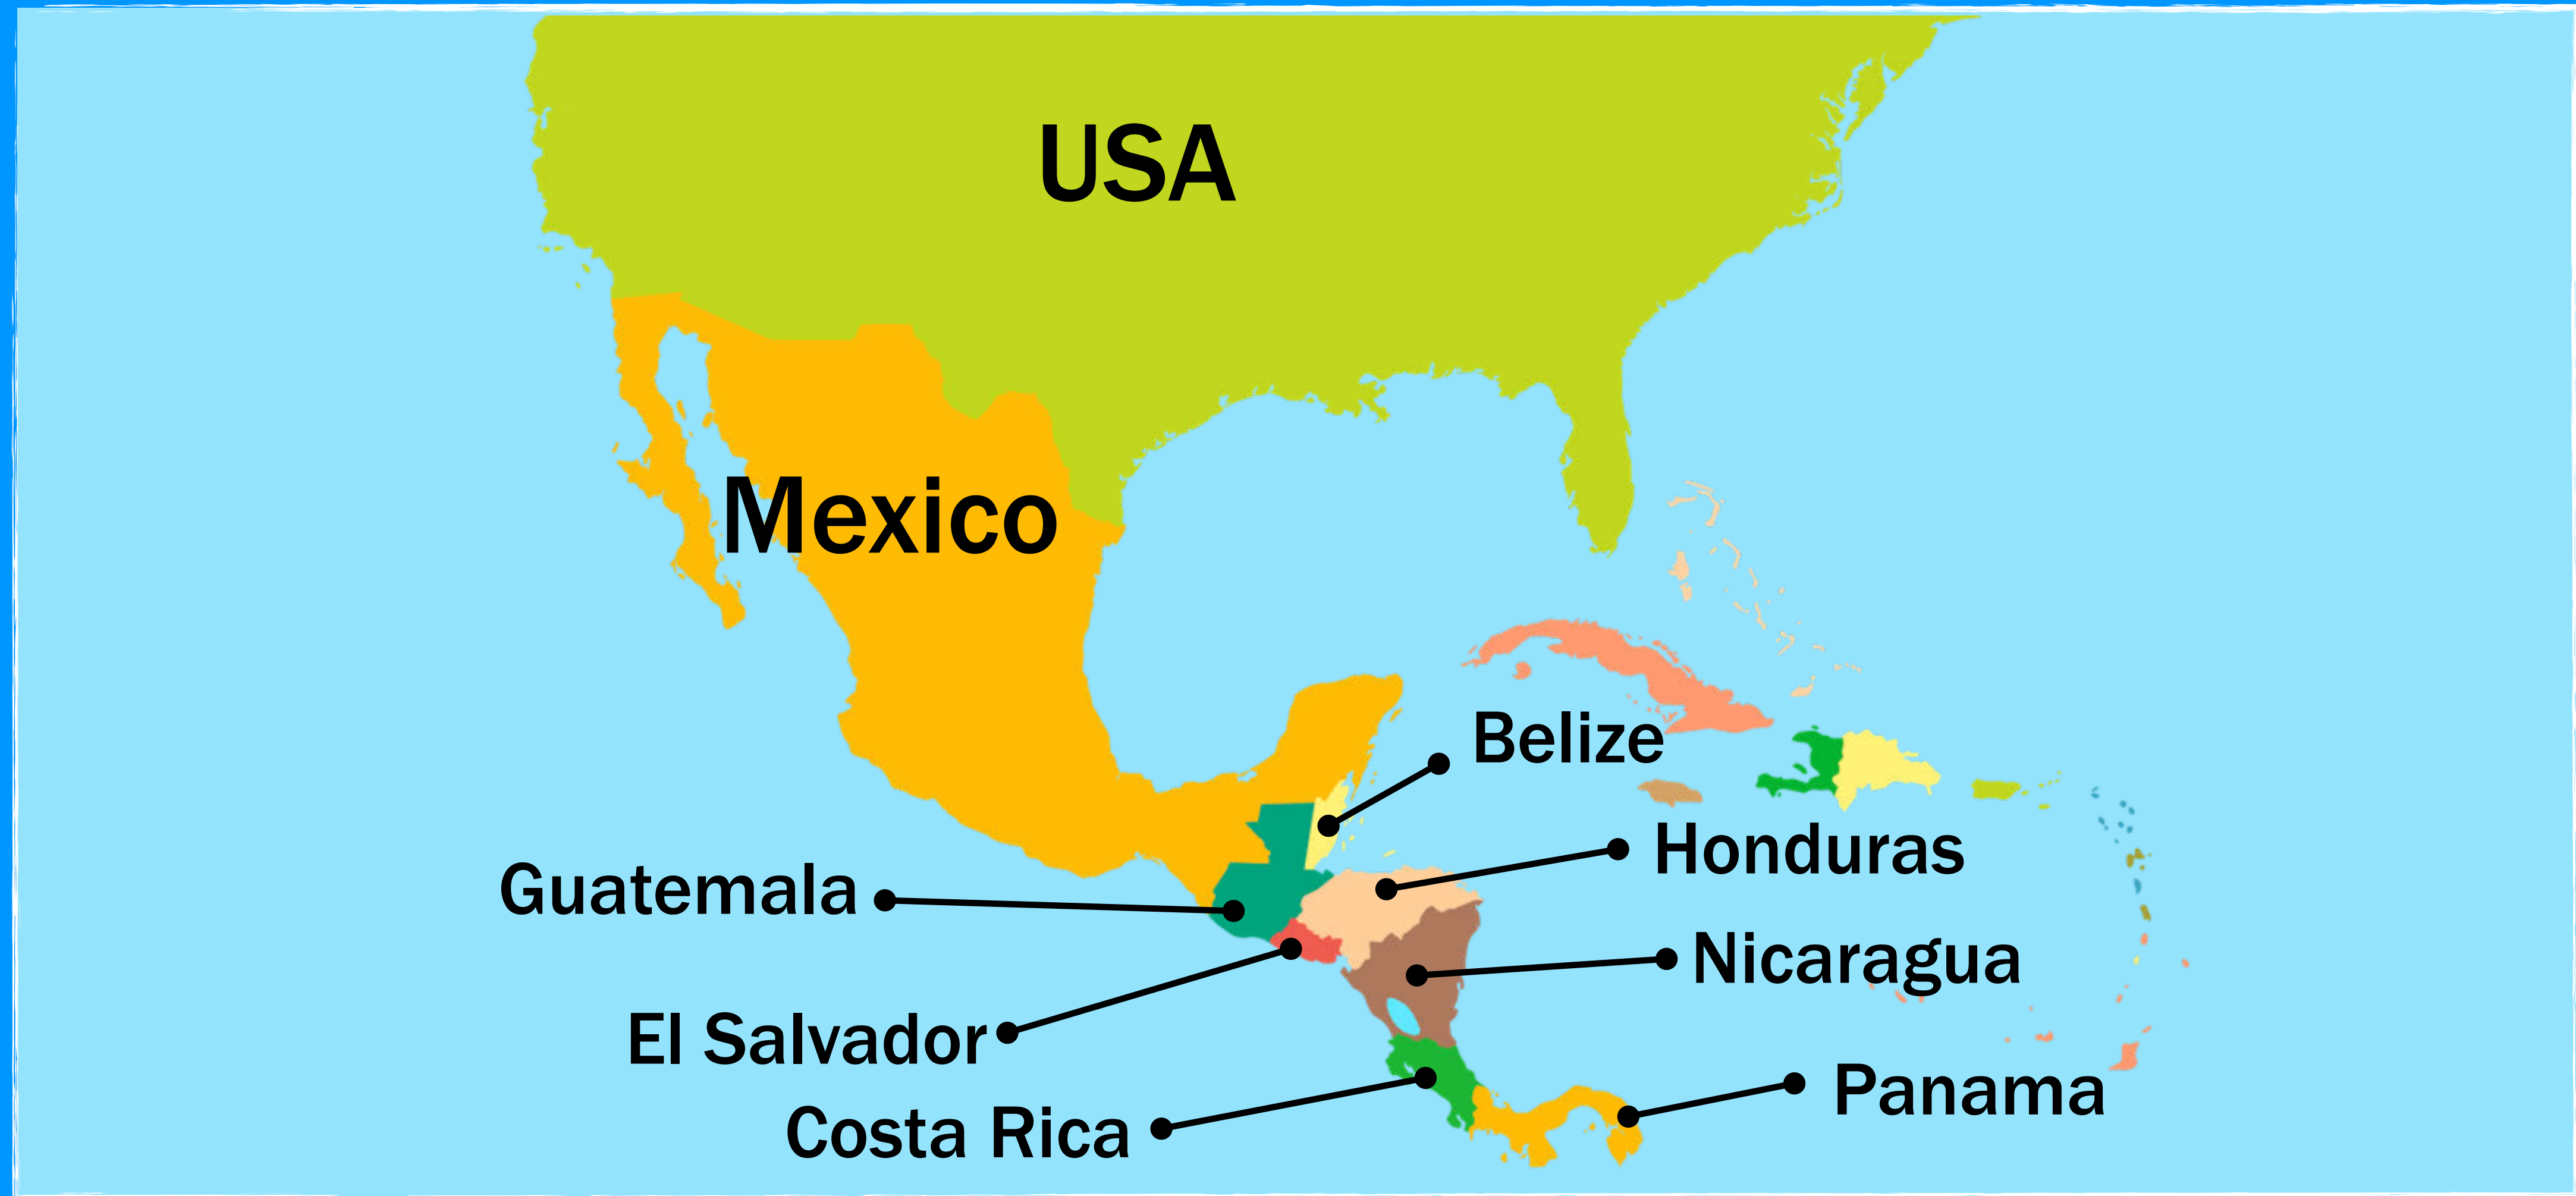 USA
Mexico
Belize
Honduras
Guatemala
Nicaragua
El Salvador
Panama
Costa Rica